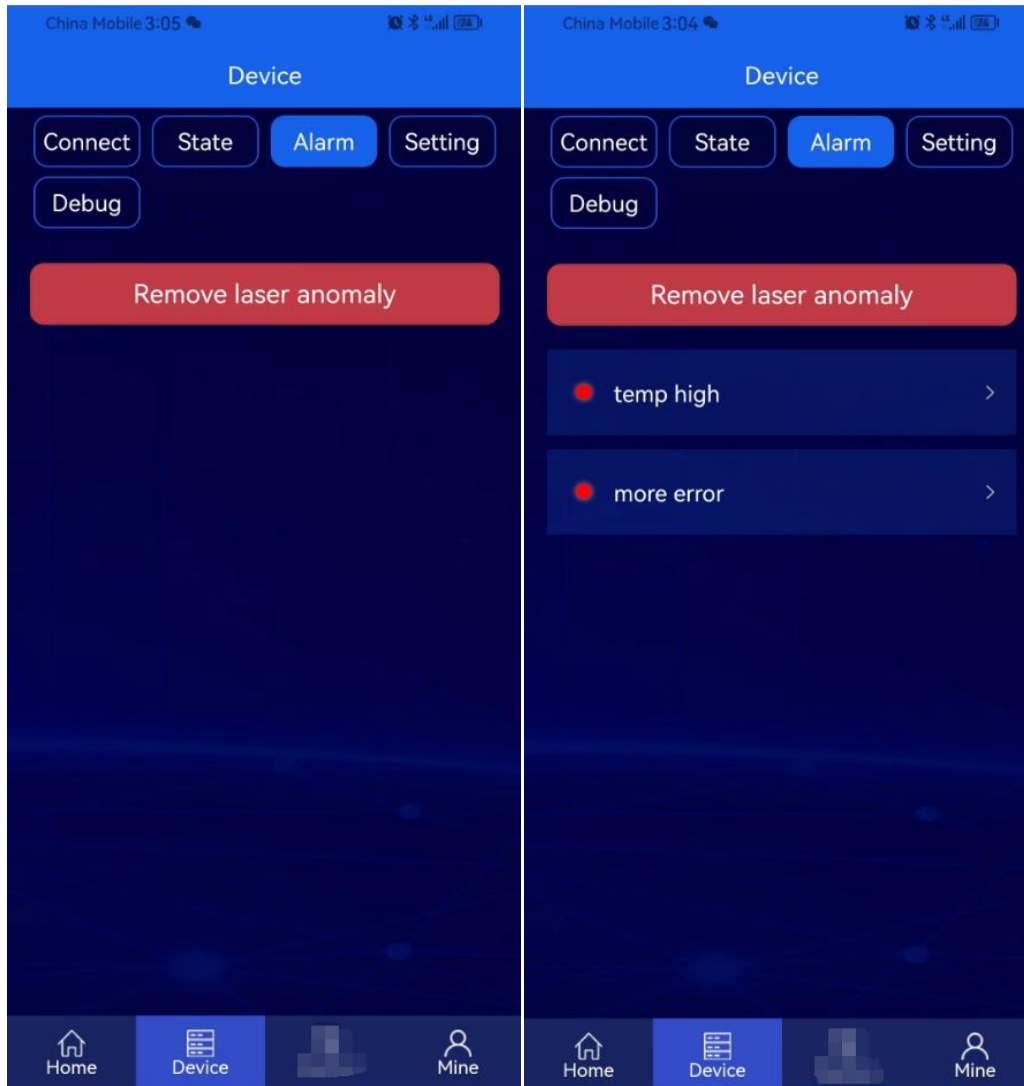 China Mobile 3:05
Device
Connect State Alarm Setting
Debug
Remove laser anomaly
Home Device Mine
China Mobile 3:04
Device
Connect State Alarm Setting
Debug
Remove laser anomaly
temp high
more error
Home Device Mine